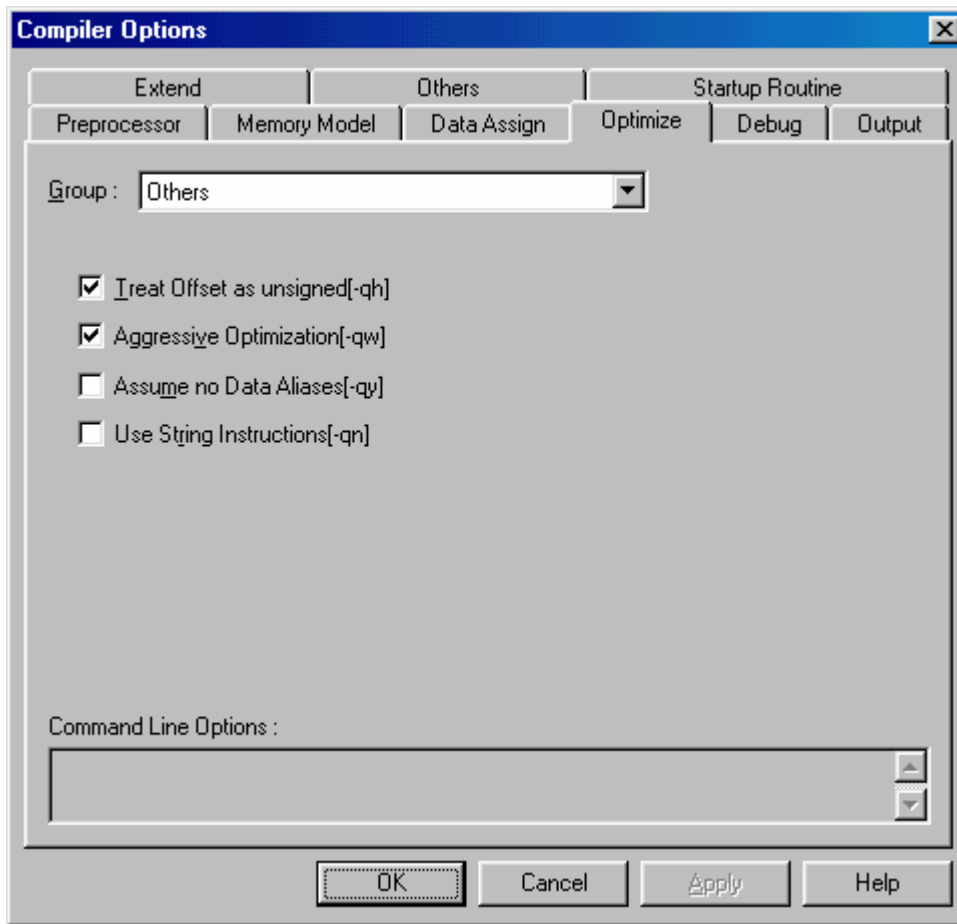 Compiler Options
Extend Others Startup Routine
Preprocessor Memory Model Data Assign Optimize Debug Output
Group : Others
Treat Offset as unsigned[-qh]
Aggressive Optimization[-qw]
Assume no Data Aliases[-qy]
Use String Instructions[-qn]
Command Line Options :
OK Cancel Apply Help